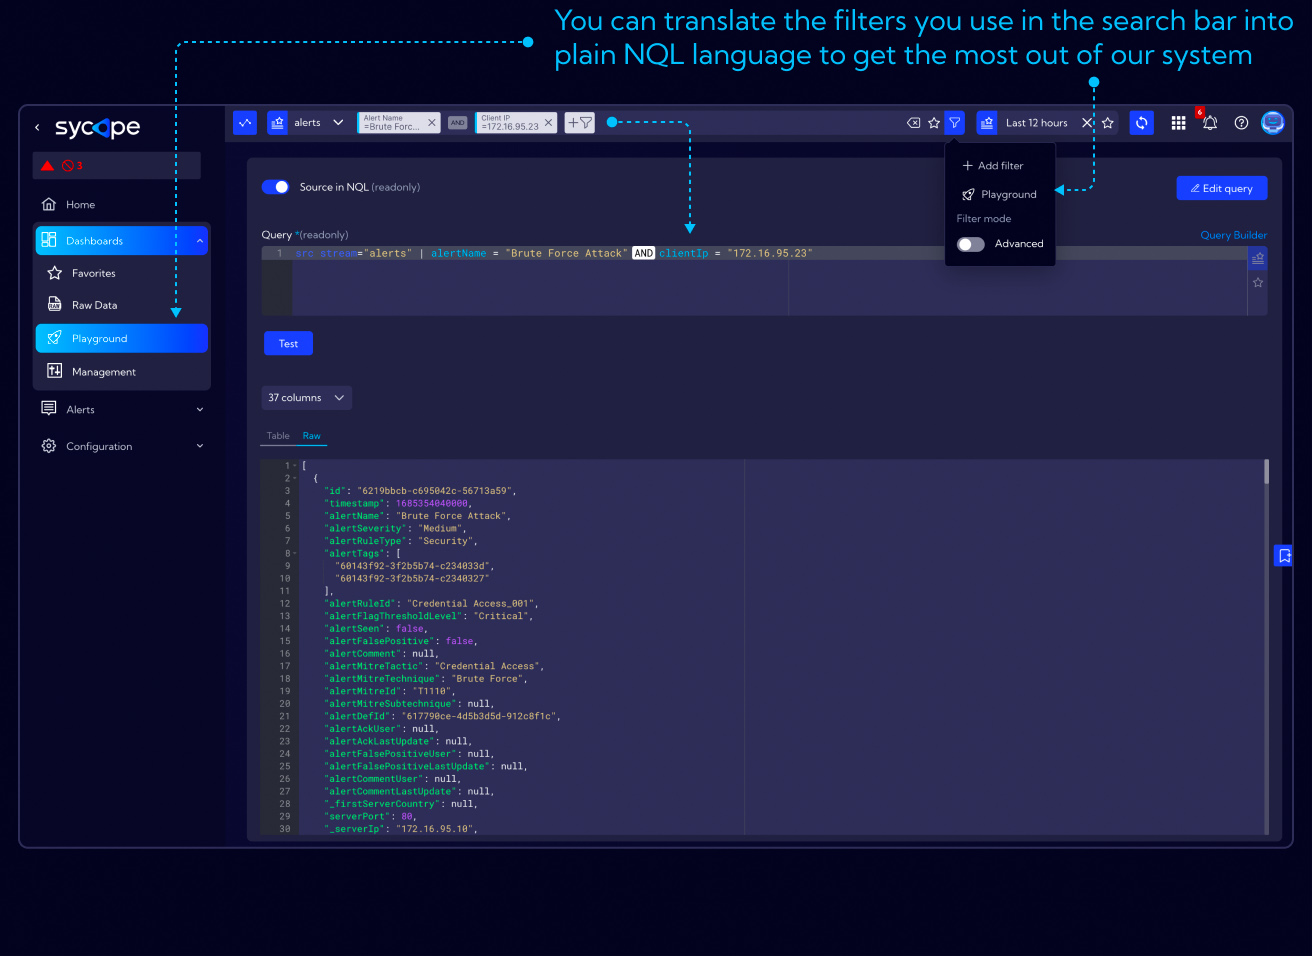 You can translate the filters you use in the search bar into
plain NQL language to get the most out of our system
sycope
alerts
Alert Name
=Brute Forc...
AND
Client IP
=172.16.95.23
Last 12 hours
6
3
Home
Dashboards
Favorites
Raw Data
Playground
Management
Alerts
Configuration
Source in NQL (readonly)
+ Add filter
Playground
Filter mode
Advanced
Edit query
Query *(readonly)
Query Builder
1 src stream="alerts" | alertName = "Brute Force Attack" AND clientIp = "172.16.95.23"
Test
37 columns
Table Raw
1 [
2 {
3 "id": "6219bbcb-c695042c-56713a59",
4 "timestamp": 1685354040000,
5 "alertName": "Brute Force Attack",
6 "alertSeverity": "Medium",
7 "alertRuleType": "Security",
8 "alertTags": [
9 "60143f92-3f2b5b74-c234033d",
10 "60143f92-3f2b5b74-c2340327"
11 ],
12 "alertRuleId": "Credential Access_001",
13 "alertFlagThresholdLevel": "Critical",
14 "alertSeen": false,
15 "alertFalsePositive": false,
16 "alertComment": null,
17 "alertMitreTactic": "Credential Access",
18 "alertMitreTechnique": "Brute Force",
19 "alertMitreId": "T1110",
20 "alertMitreSubtechnique": null,
21 "alertDefId": "617790ce-4d5b3d5d-912c8f1c",
22 "alertAckUser": null,
23 "alertAckLastUpdate": null,
24 "alertFalsePositiveUser": null,
25 "alertFalsePositiveLastUpdate": null,
26 "alertCommentUser": null,
27 "alertCommentLastUpdate": null,
28 "_firstServerCountry": null,
29 "serverPort": 80,
30 "_serverIp": "172.16.95.10",